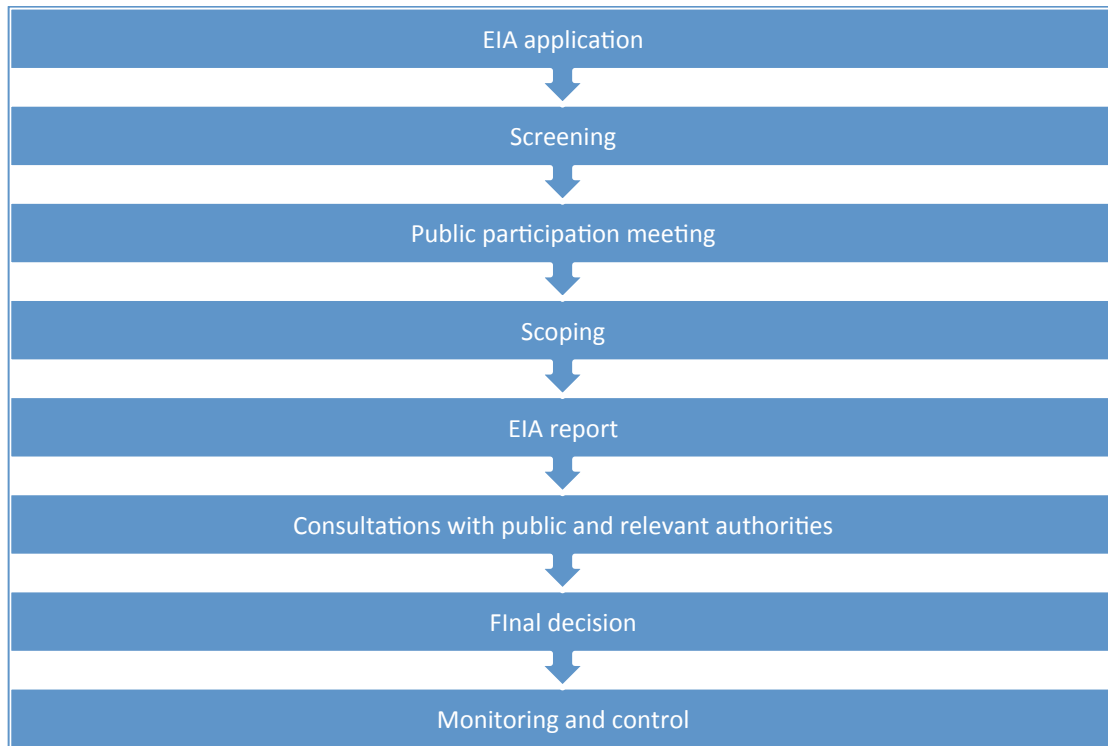 EIA application
Screening
Public participation meeting
Scoping
EIA report
Consultations with public and relevant authorities
FInal decision
Monitoring and control